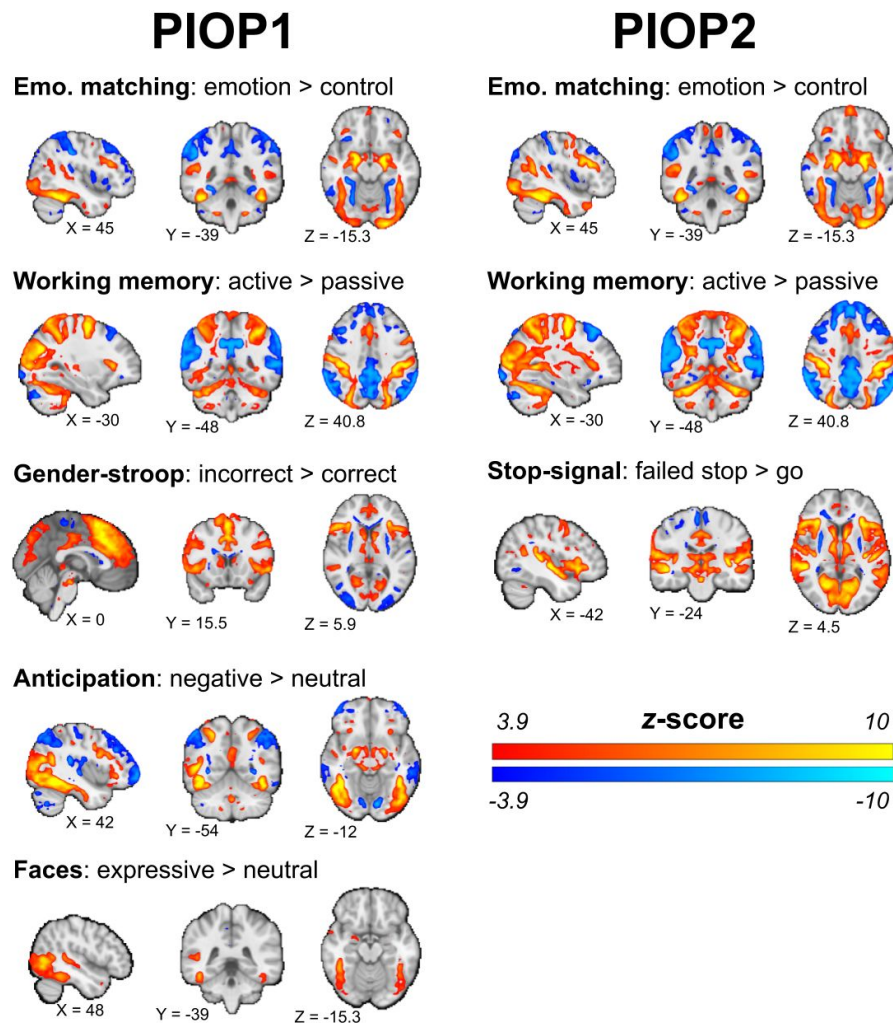 PIOP1
PIOP2
Emo. matching: emotion > control
X = 45
Y = -39
Z = -15.3
Emo. matching: emotion > control
X = 45
Y = -39
Z = -15.3
Working memory: active > passive
X = -30
Y = -48
Z = 40.8
Working memory: active > passive
X = -30
Y = -48
Z = 40.8
Gender-stroop: incorrect > correct
X = 0
Y = 15.5
Z = 5.9
Stop-signal: failed stop > go
X = -42
Y = -24
Z = 4.5
Anticipation: negative > neutral
X = 42
Y = -54
Z = -12
3.9
z-score
10
-3.9
-10
Faces: expressive > neutral
X = 48
Y = -39
Z = -15.3